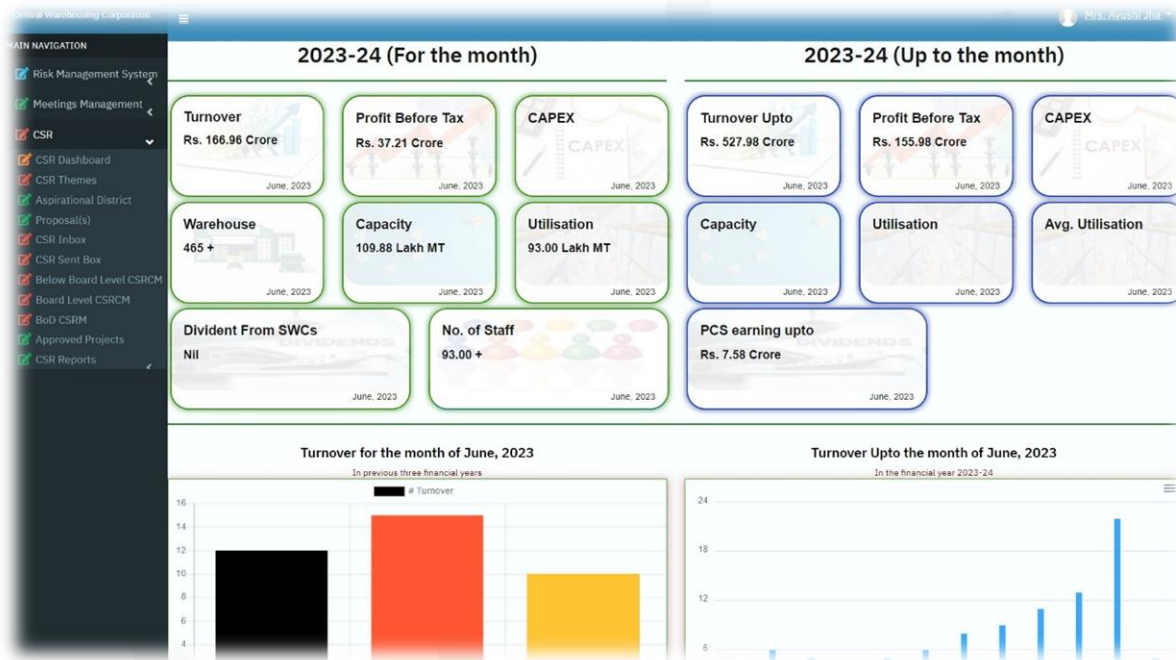 Central Warehousing Corporation
Mrs. Ayushi Jha
MAIN NAVIGATION
Risk Management System
Meetings Management
CSR
CSR Dashboard
CSR Themes
Aspirational District
Proposal(s)
CSR Inbox
CSR Sent Box
Below Board Level CSRCM
Board Level CSRCM
BoD CSRM
Approved Projects
CSR Reports
2023-24 (For the month)
Turnover
Rs. 166.96 Crore
June, 2023
Profit Before Tax
Rs. 37.21 Crore
June, 2023
CAPEX
CAPEX
June, 2023
Warehouse
465 +
June, 2023
Capacity
109.88 Lakh MT
June, 2023
Utilisation
93.00 Lakh MT
June, 2023
Divident From SWCs
Nil
DIVIDENDS
June, 2023
No. of Staff
93.00 +
June, 2023
2023-24 (Up to the month)
Turnover Upto
Rs. 527.98 Crore
June, 2023
Profit Before Tax
Rs. 155.98 Crore
June, 2023
CAPEX
CAPEX
June, 2023
Capacity
June, 2023
Utilisation
June, 2023
Avg. Utilisation
June, 2023
PCS earning upto
Rs. 7.58 Crore
DIVIDENDS
June, 2023
Turnover for the month of June, 2023
In previous three financial years
# Turnover
16
14
12
10
8
6
4
Turnover Upto the month of June, 2023
In the financial year 2023-24
24
18
12
6